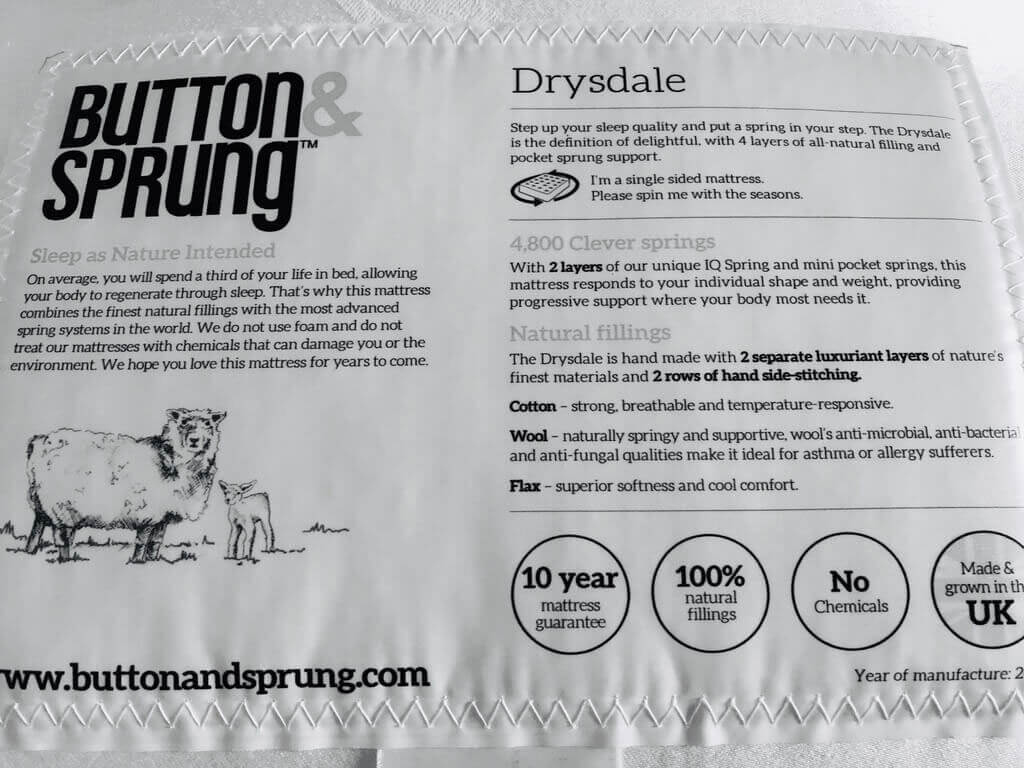 BUTTON&
SPRUNG™
Sleep as Nature Intended
On average, you will spend a third of your life in bed, allowing
your body to regenerate through sleep. That's why this mattress
combines the finest natural fillings with the most advanced
spring systems in the world. We do not use foam and do not
treat our mattresses with chemicals that can damage you or the
environment. We hope you love this mattress for years to come.
www.buttonandsprung.com
Drysdale
Step up your sleep quality and put a spring in your step. The Drysdale
is the definition of delightful, with 4 layers of all-natural filling and
pocket sprung support.
I'm a single sided mattress.
Please spin me with the seasons.
4,800 Clever springs
With 2 layers of our unique IQ Spring and mini pocket springs, this
mattress responds to your individual shape and weight, providing
progressive support where your body most needs it.
Natural fillings
The Drysdale is hand made with 2 separate luxuriant layers of nature's
finest materials and 2 rows of hand side-stitching.
Cotton – strong, breathable and temperature-responsive.
Wool – naturally springy and supportive, wool's anti-microbial, anti-bacterial
and anti-fungal qualities make it ideal for asthma or allergy sufferers.
Flax – superior softness and cool comfort.
10 year
mattress
guarantee
100%
natural
fillings
No
Chemicals
Made &
grown in th
UK
Year of manufacture: 2